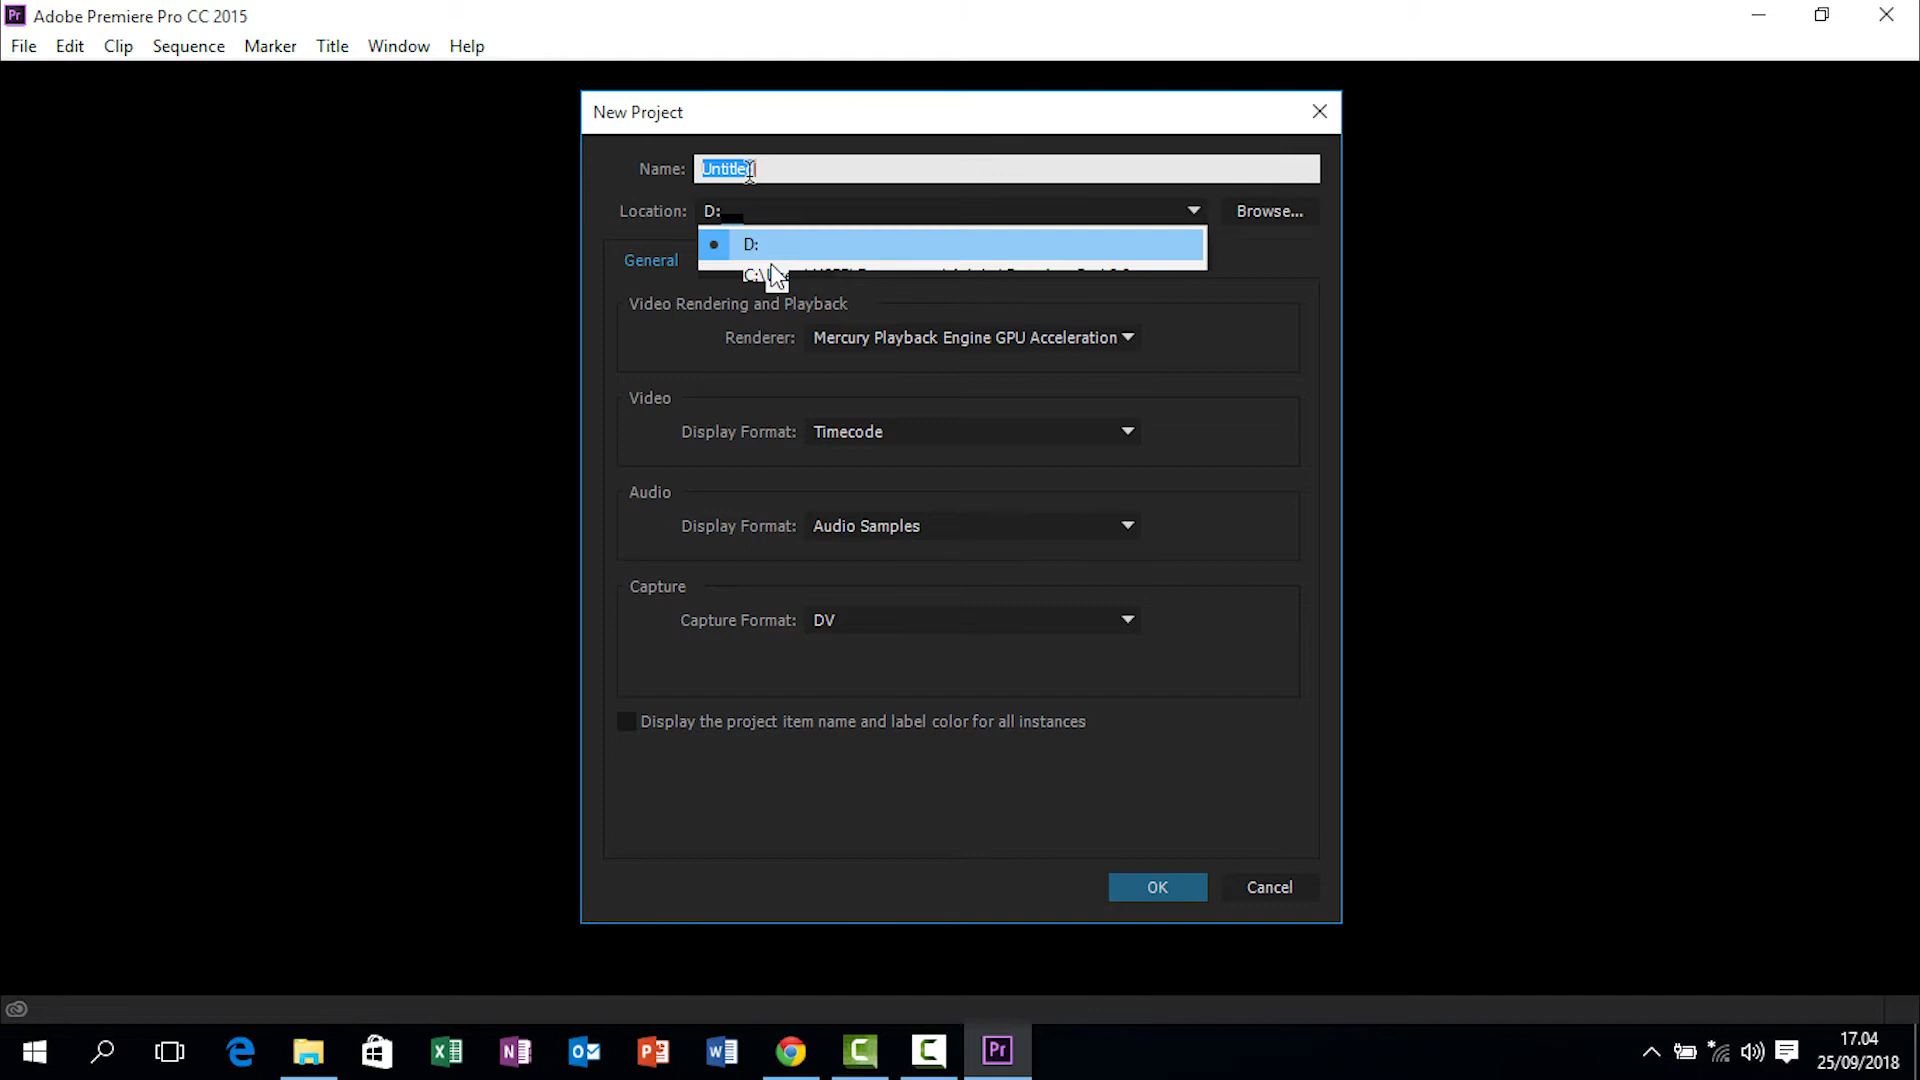 Adobe Premiere Pro CC 2015
File Edit Clip Sequence Marker Title Window Help
New Project
Name: Untitled
Location: D: Browse...
D:
General
C:\
Video Rendering and Playback
Renderer: Mercury Playback Engine GPU Acceleration
Video
Display Format: Timecode
Audio
Display Format: Audio Samples
Capture
Capture Format: DV
Display the project item name and label color for all instances
OK Cancel
Pr
17.04
25/09/2018